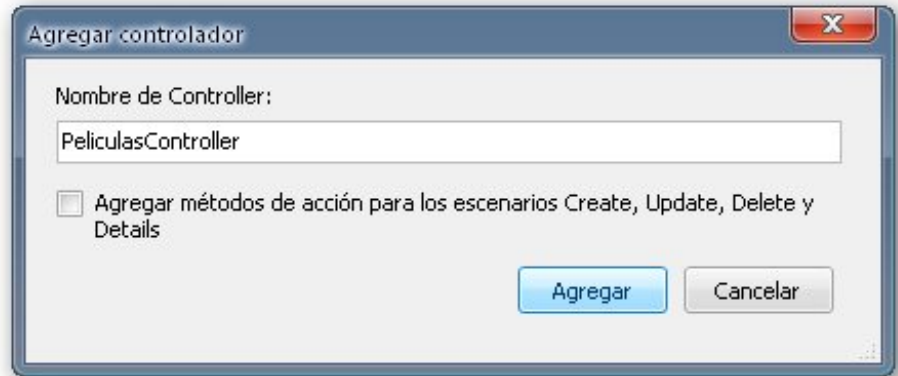 Agregar controlador
Nombre de Controller:
PeliculasController
Agregar métodos de acción para los escenarios Create, Update, Delete y
Details
Agregar
Cancelar